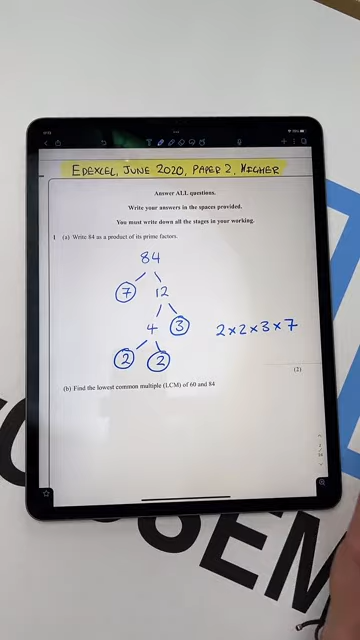 EDEXCEL, JUNE 2020, PAPER 2, HIGHER
Answer ALL questions.
Write your answers in the spaces provided.
You must write down all the stages in your working.
1 (a) Write 84 as a product of its prime factors.
84
7 12
4 3 2×2×3×7
2 2
(2)
(b) Find the lowest common multiple (LCM) of 60 and 84